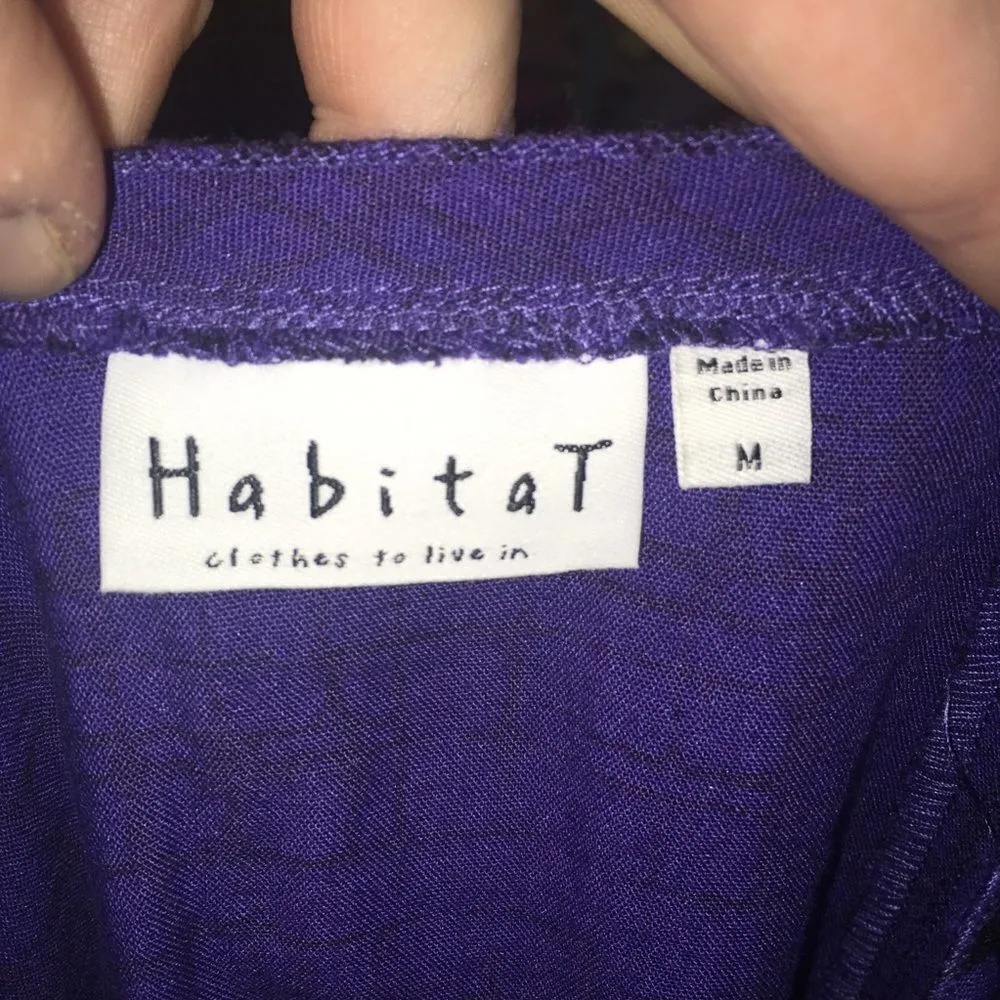 HabitaT
clothes to live in
Made in
China
M